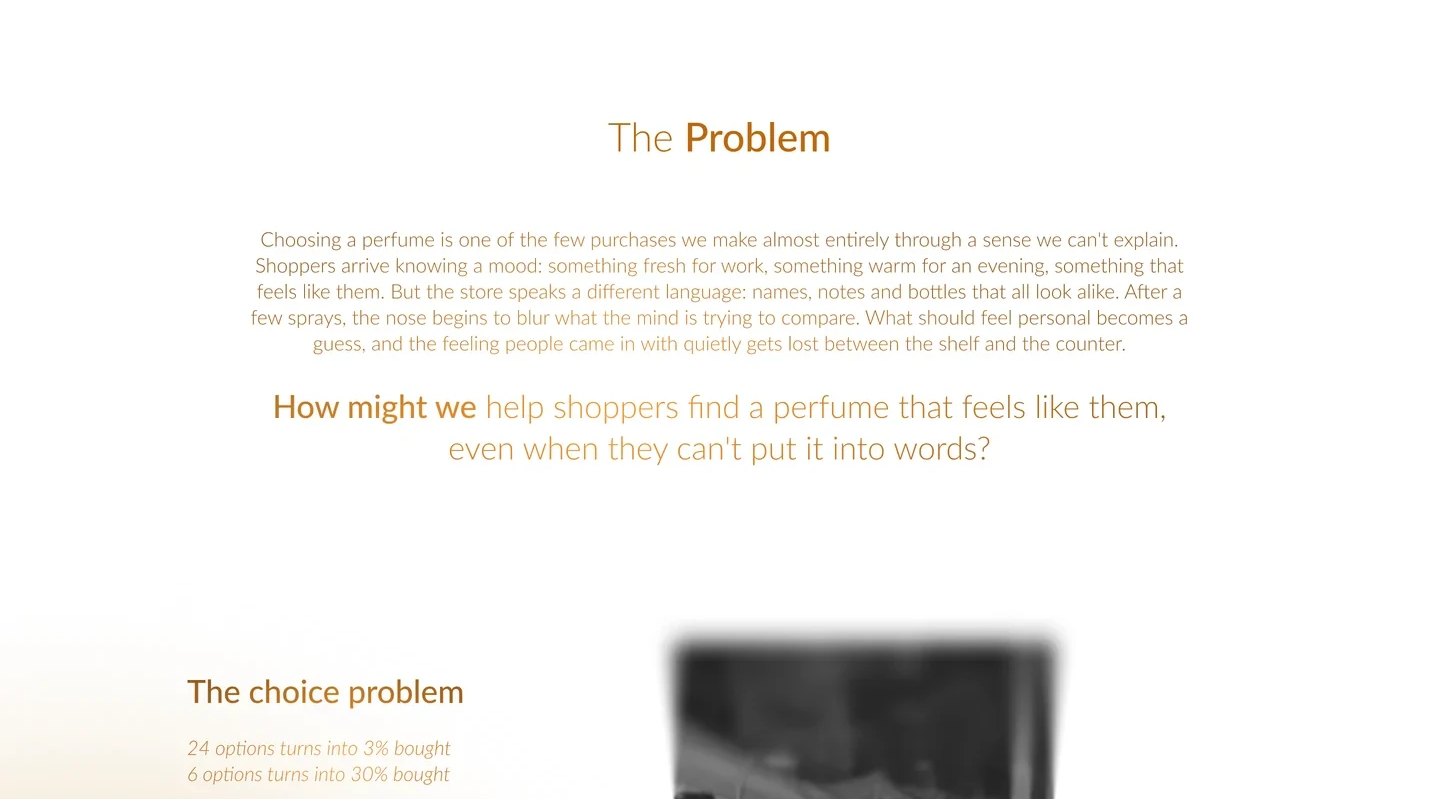 The Problem
Choosing a perfume is one of the few purchases we make almost entirely through a sense we can't explain.
Shoppers arrive knowing a mood: something fresh for work, something warm for an evening, something that
feels like them. But the store speaks a different language: names, notes and bottles that all look alike. After a
few sprays, the nose begins to blur what the mind is trying to compare. What should feel personal becomes a
guess, and the feeling people came in with quietly gets lost between the shelf and the counter.
How might we help shoppers find a perfume that feels like them,
even when they can't put it into words?
The choice problem
24 options turns into 3% bought
6 options turns into 30% bought